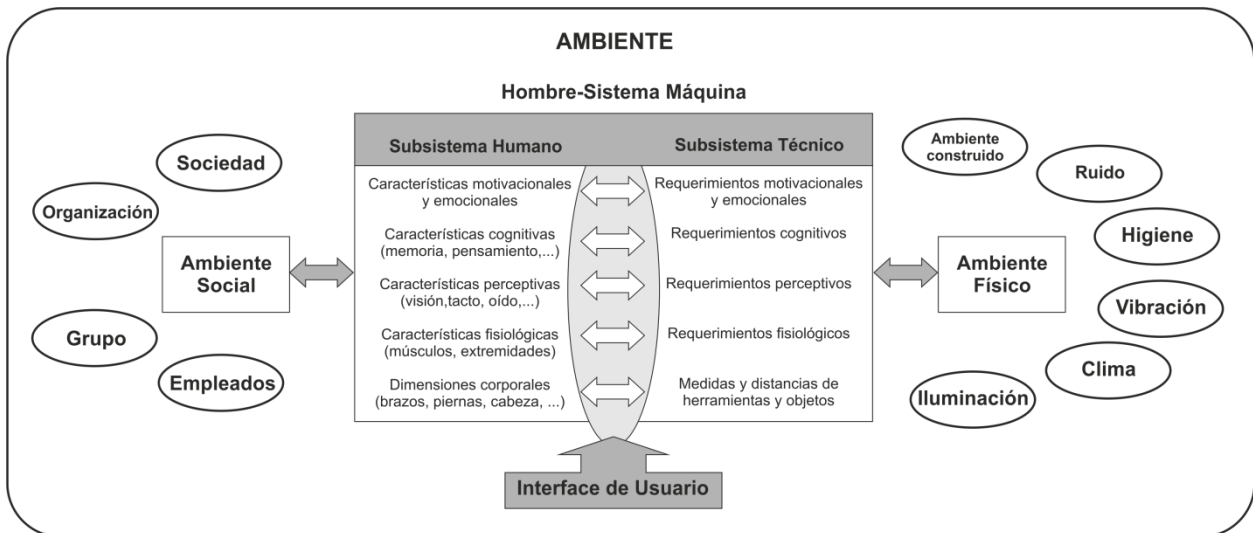 AMBIENTE
Hombre-Sistema Máquina
Subsistema Humano
Subsistema Técnico
Características motivacionales
y emocionales
Requerimientos motivacionales
y emocionales
Características cognitivas
(memoria, pensamiento,...)
Requerimientos cognitivos
Características perceptivas
(visión,tacto, oído,...)
Requerimientos perceptivos
Características fisiológicas
(músculos, extremidades)
Requerimientos fisiológicos
Dimensiones corporales
(brazos, piernas, cabeza, ...)
Medidas y distancias de
herramientas y objetos
Interface de Usuario
Sociedad
Organización
Ambiente
Social
Grupo
Empleados
Ambiente
construido
Ruido
Higiene
Ambiente
Físico
Vibración
Clima
Iluminación